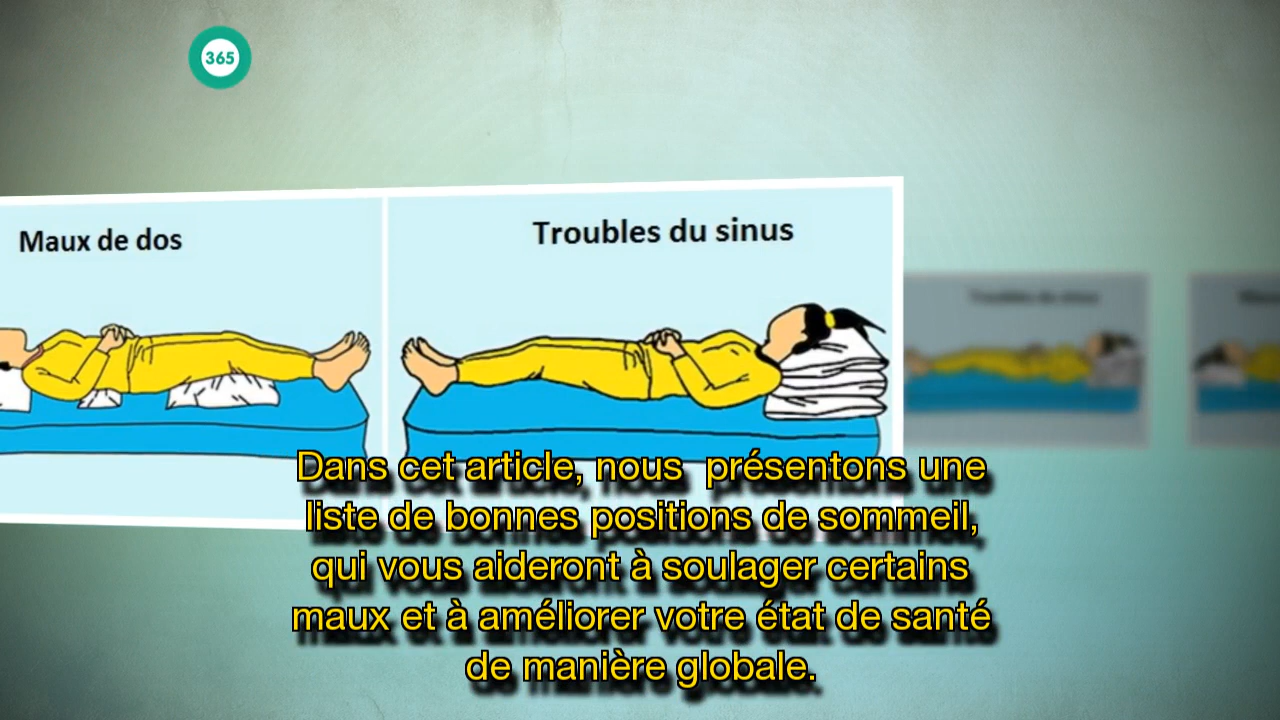 365
Maux de dos
Troubles du sinus
Dans cet article, nous  présentons une
liste de bonnes positions de sommeil,
qui vous aideront à soulager certains
maux et à améliorer votre état de santé
de manière globale.